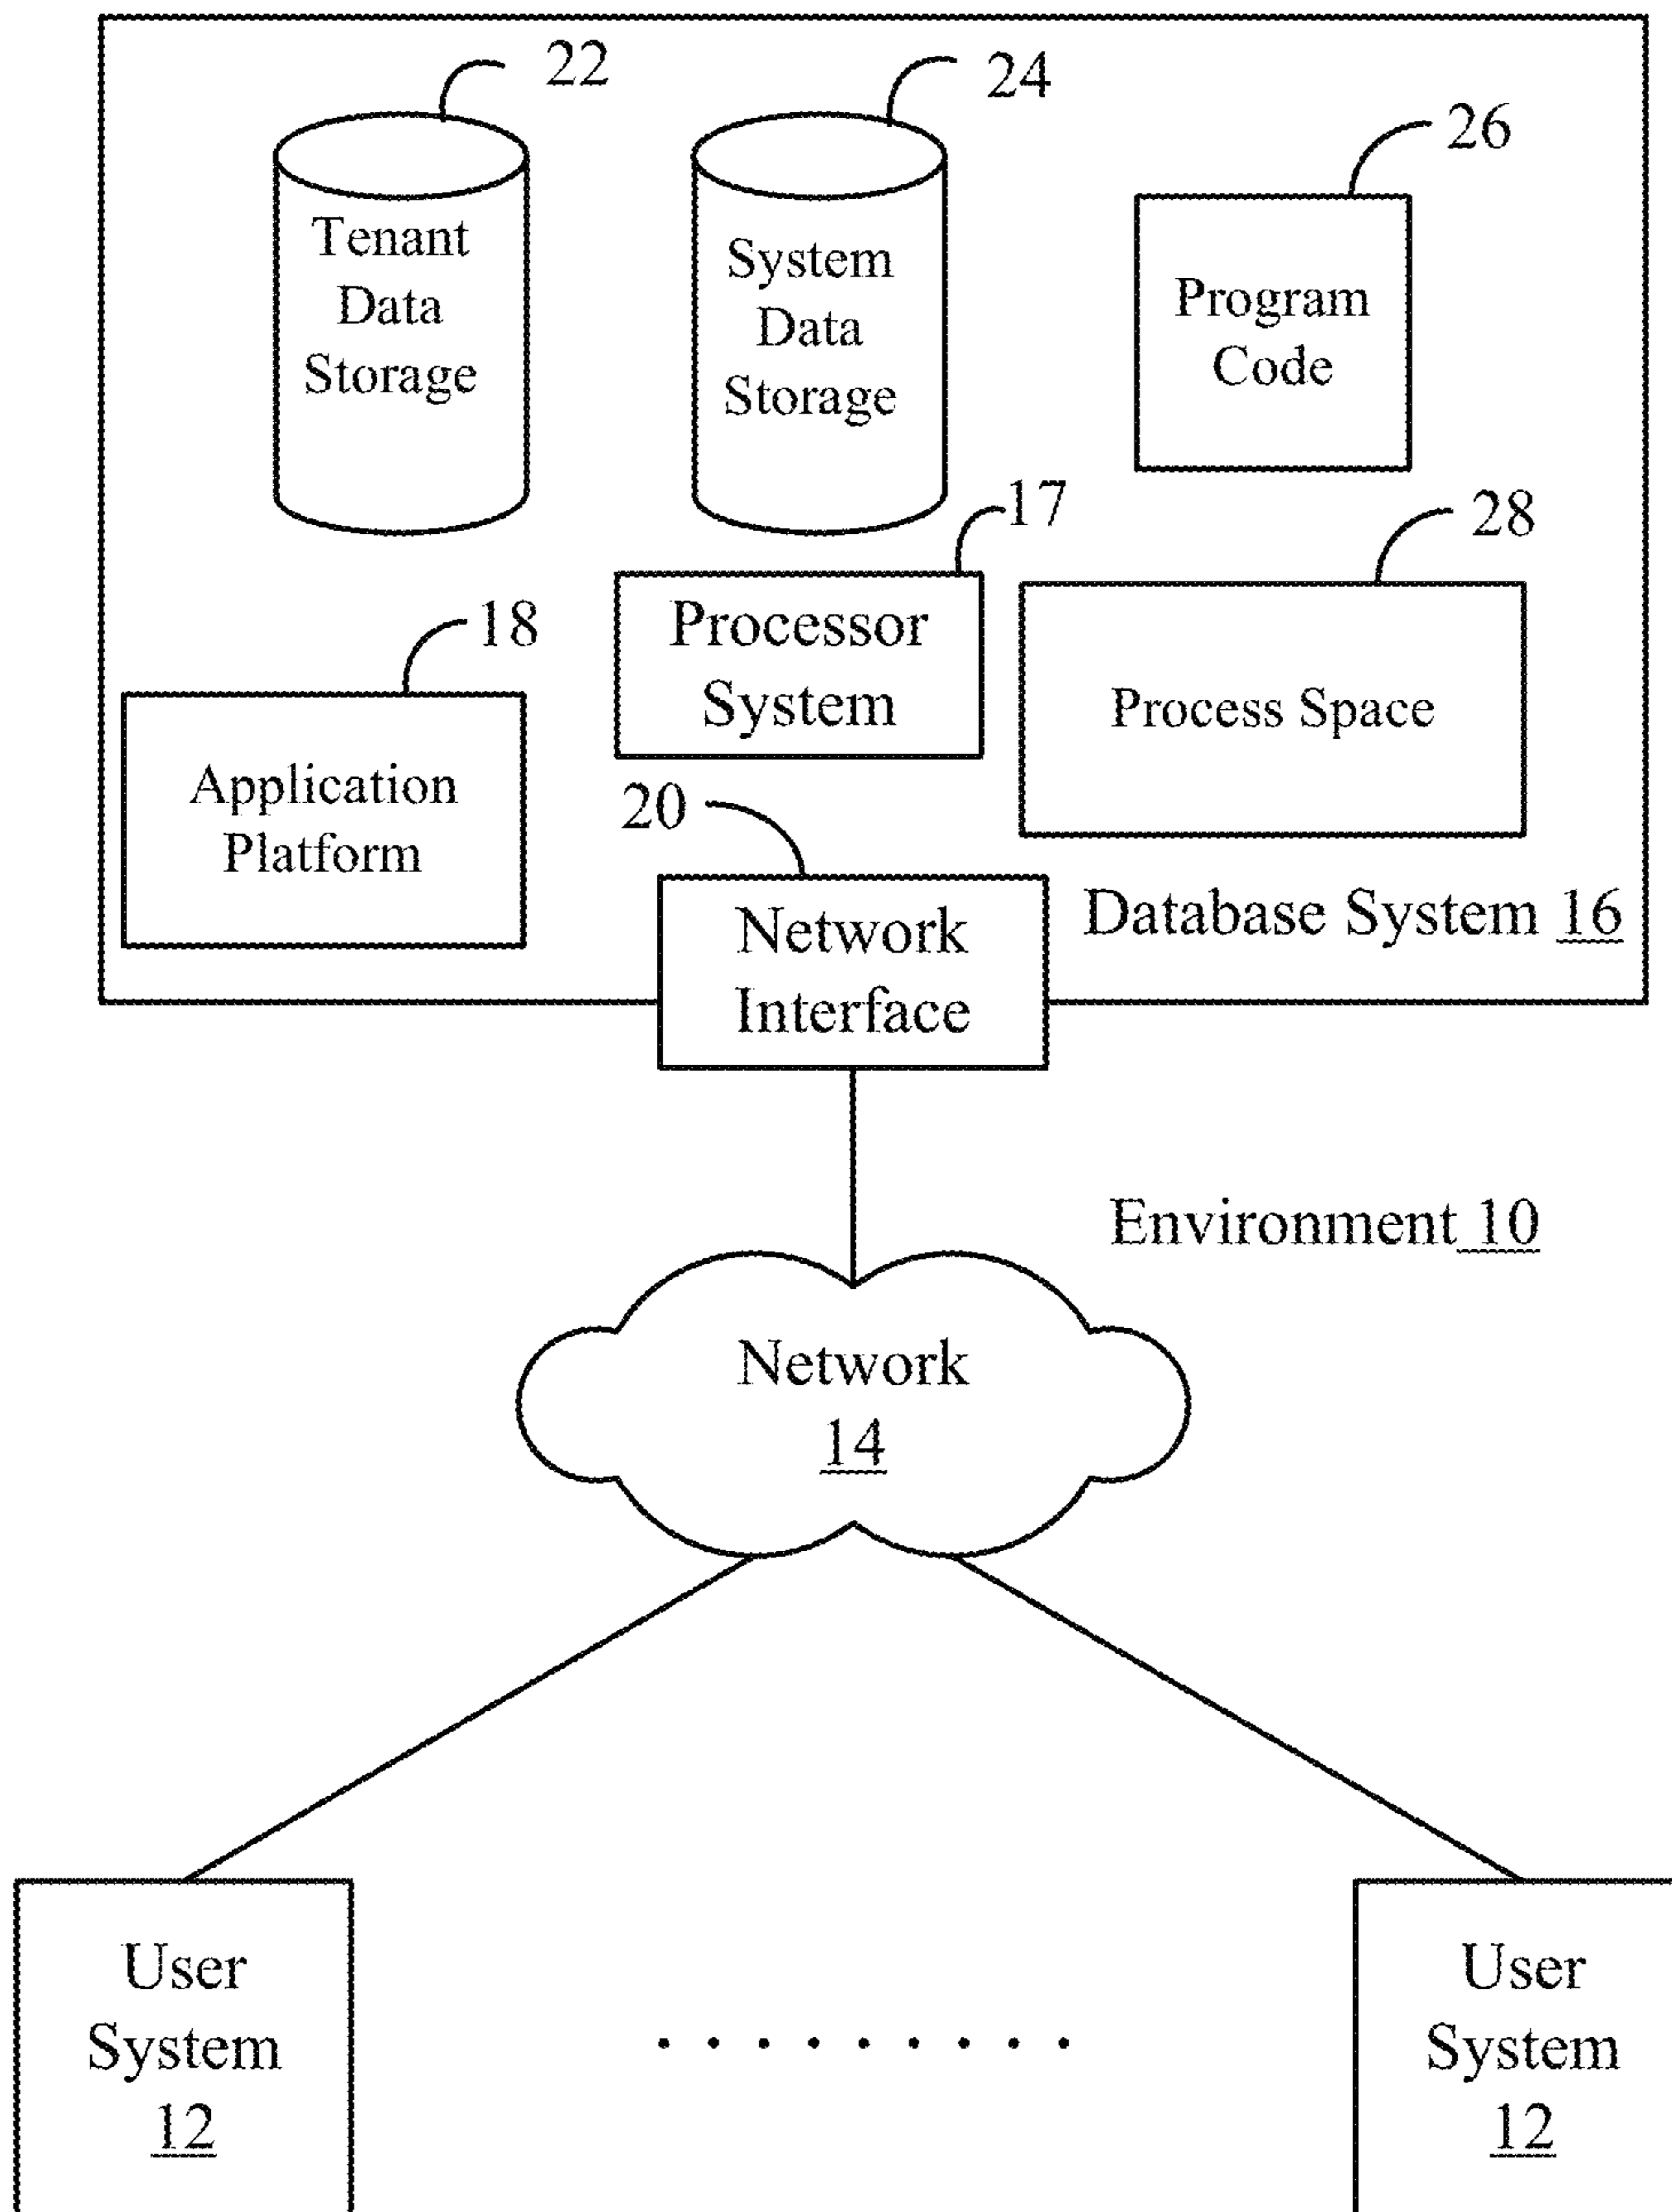 22
24
26
Tenant
Data
Storage
System
Data
Storage
Program
Code
17
28
18
Processor
System
Process Space
Application
Platform
20
Network
Interface
Database System 16
Environment 10
Network
14
User
System
12
User
System
12